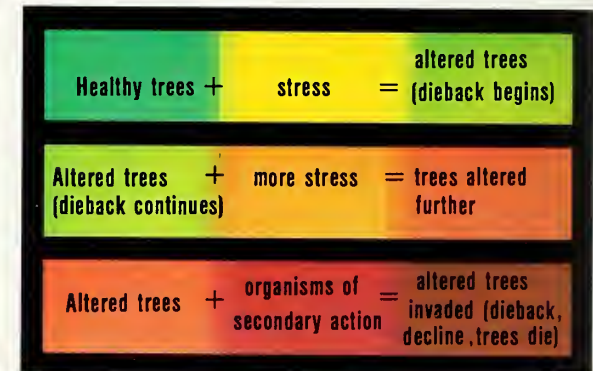 Healthy trees + stress = altered trees
(dieback begins)
Altered trees + more stress = trees altered
(dieback continues) further
Altered trees + organisms of = altered trees
secondary action invaded (dieback,
decline, trees die)